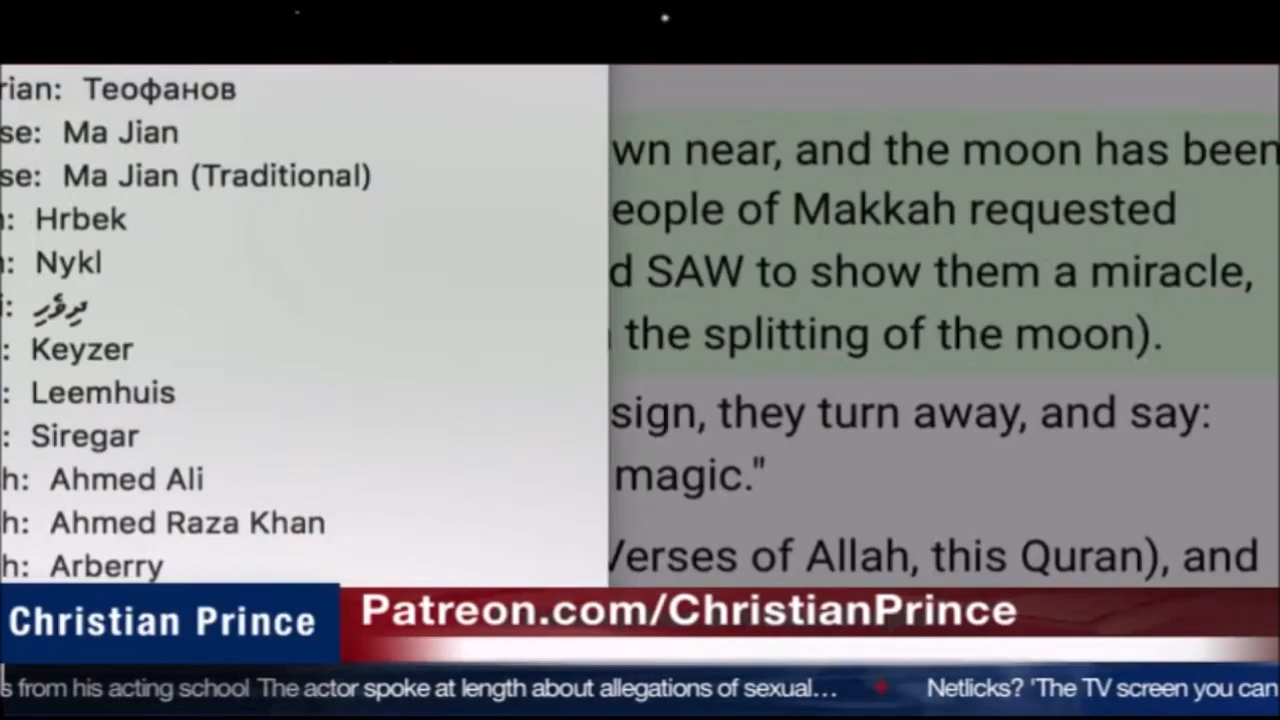 rian: Теофанов
se: Ma Jian
se: Ma Jian (Traditional)
: Hrbek
: Nykl
: ދިވެހި
: Keyzer
: Leemhuis
: Siregar
h: Ahmed Ali
h: Ahmed Raza Khan
h: Arberry
wn near, and the moon has been
eople of Makkah requested
d SAW to show them a miracle,
the splitting of the moon).
sign, they turn away, and say:
magic."
Verses of Allah, this Quran), and
Christian Prince
Patreon.com/ChristianPrince
s from his acting school The actor spoke at length about allegations of sexual... Netlicks? 'The TV screen you can